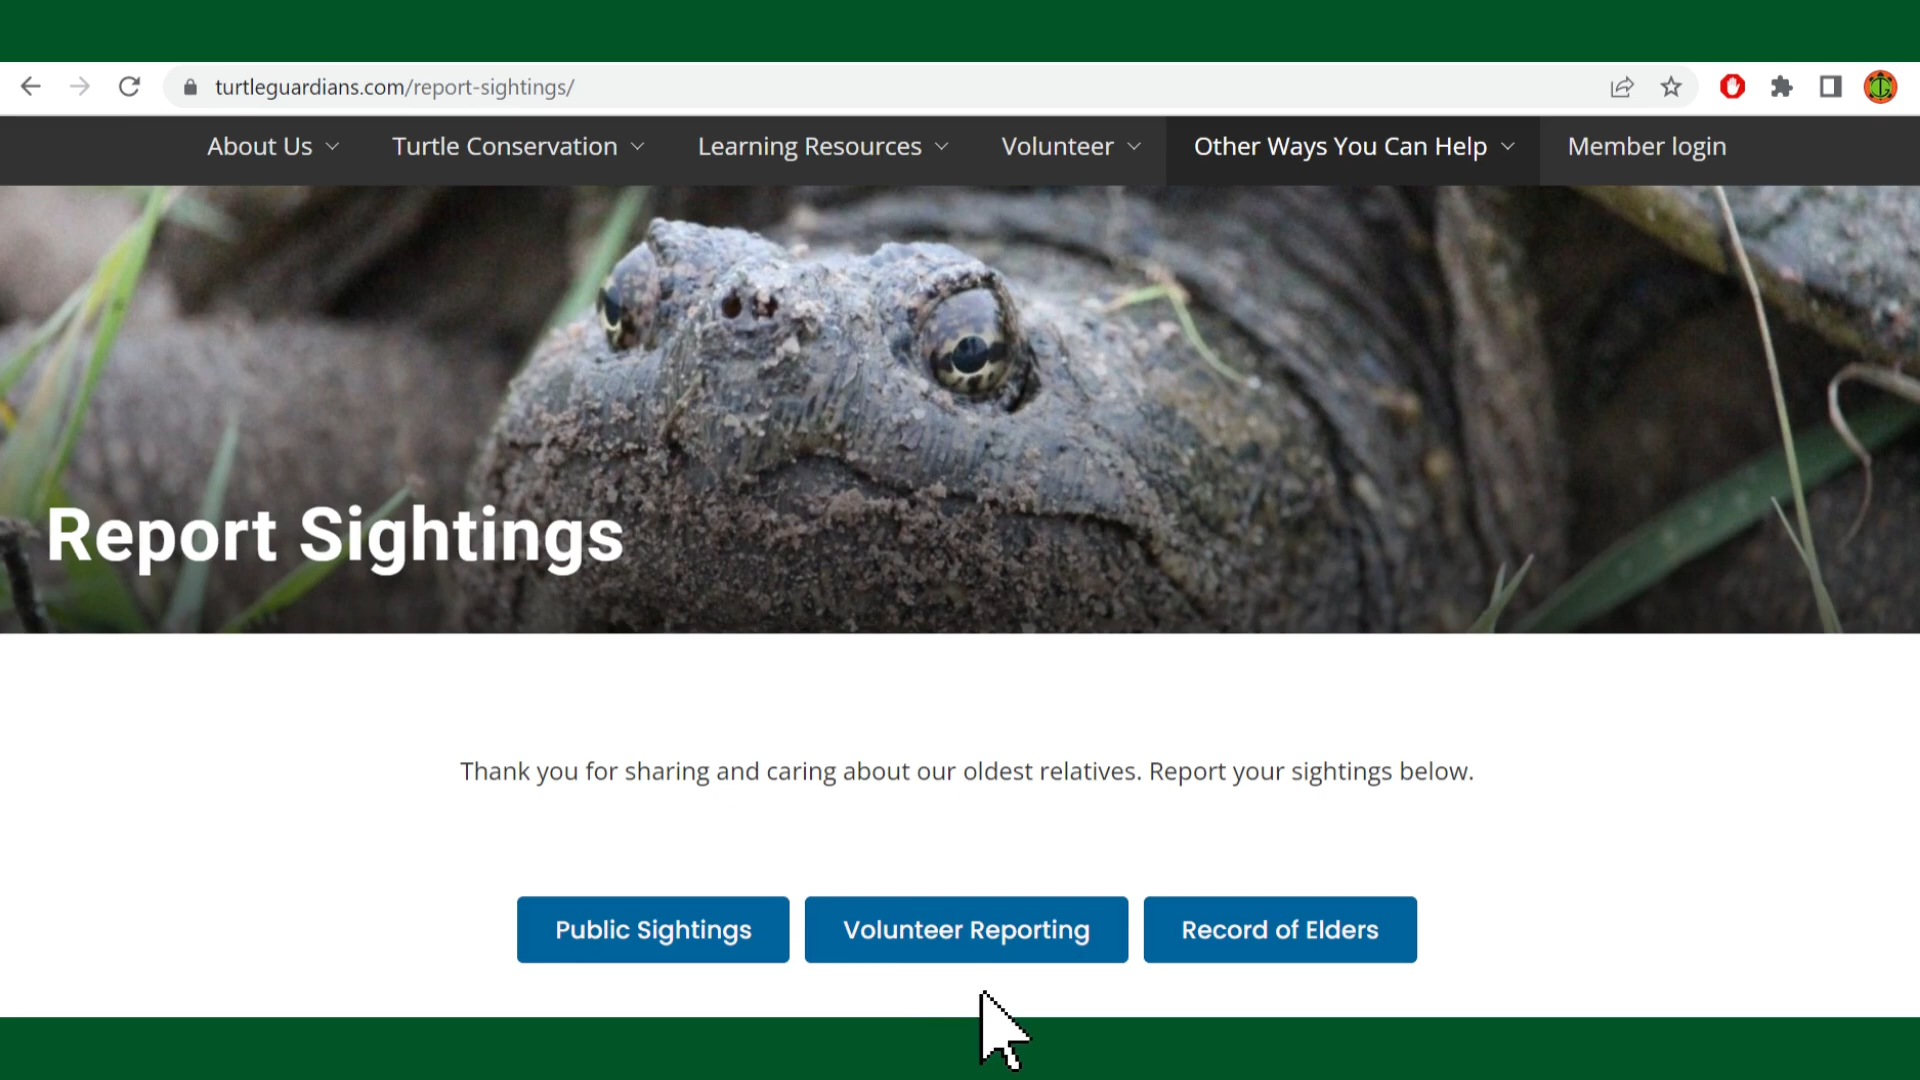 turtleguardians.com/report-sightings/
About Us Turtle Conservation Learning Resources Volunteer Other Ways You Can Help Member login
Report Sightings
Thank you for sharing and caring about our oldest relatives. Report your sightings below.
Public Sightings Volunteer Reporting Record of Elders